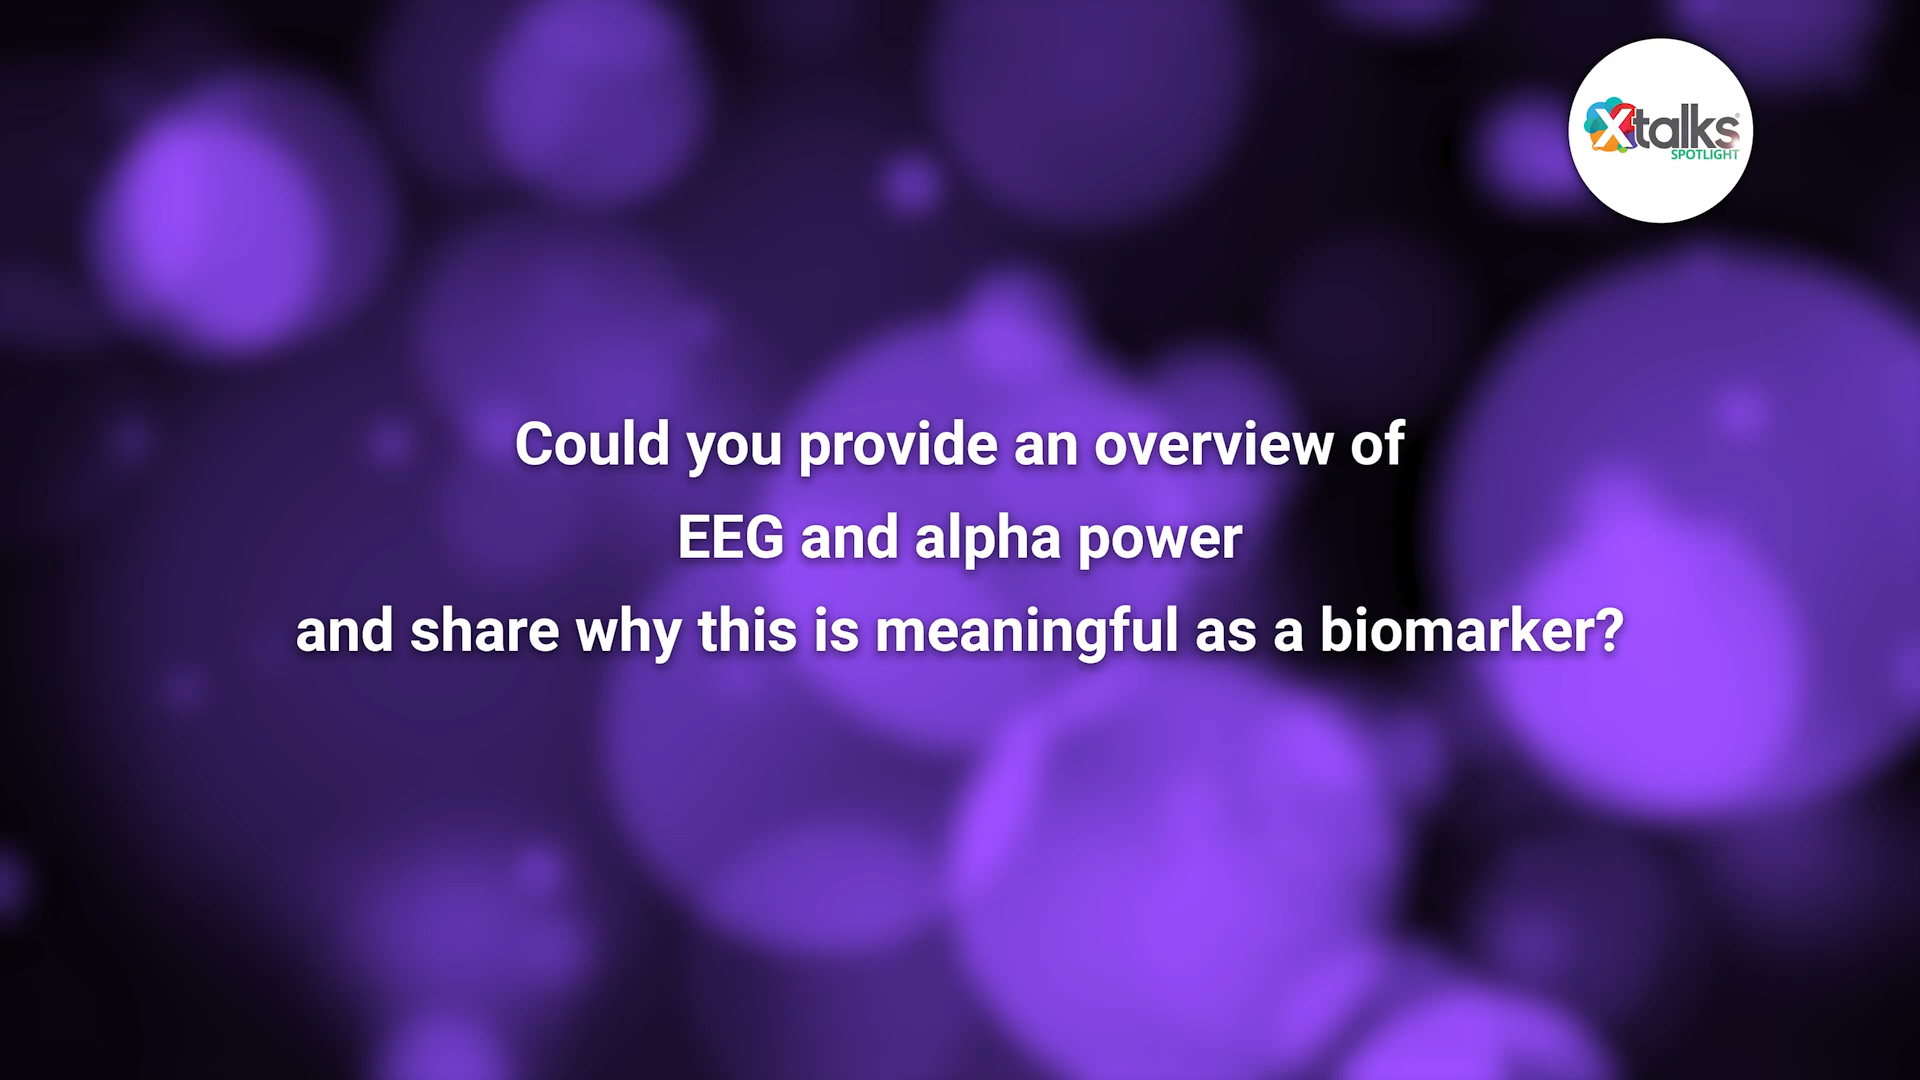 Xtalks
SPOTLIGHT
Could you provide an overview of
EEG and alpha power
and share why this is meaningful as a biomarker?